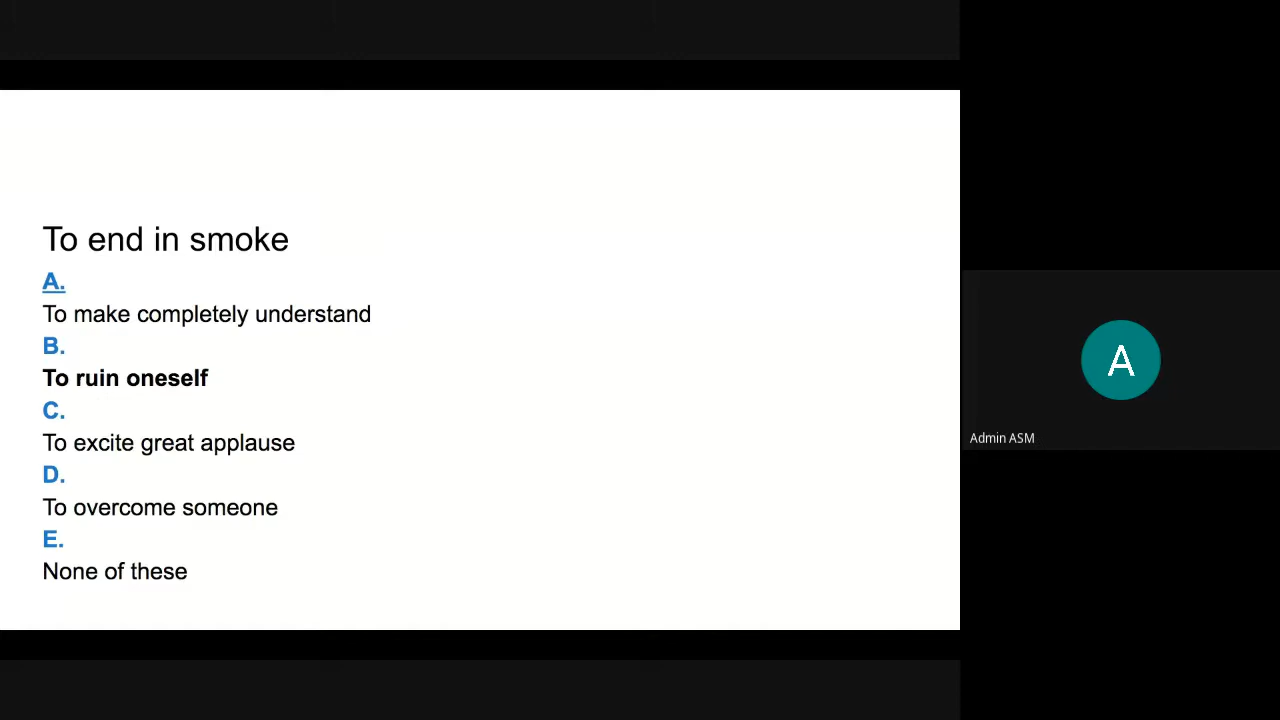 To end in smoke
A.
To make completely understand
B.
To ruin oneself
C.
To excite great applause
D.
To overcome someone
E.
None of these
A
Admin ASM